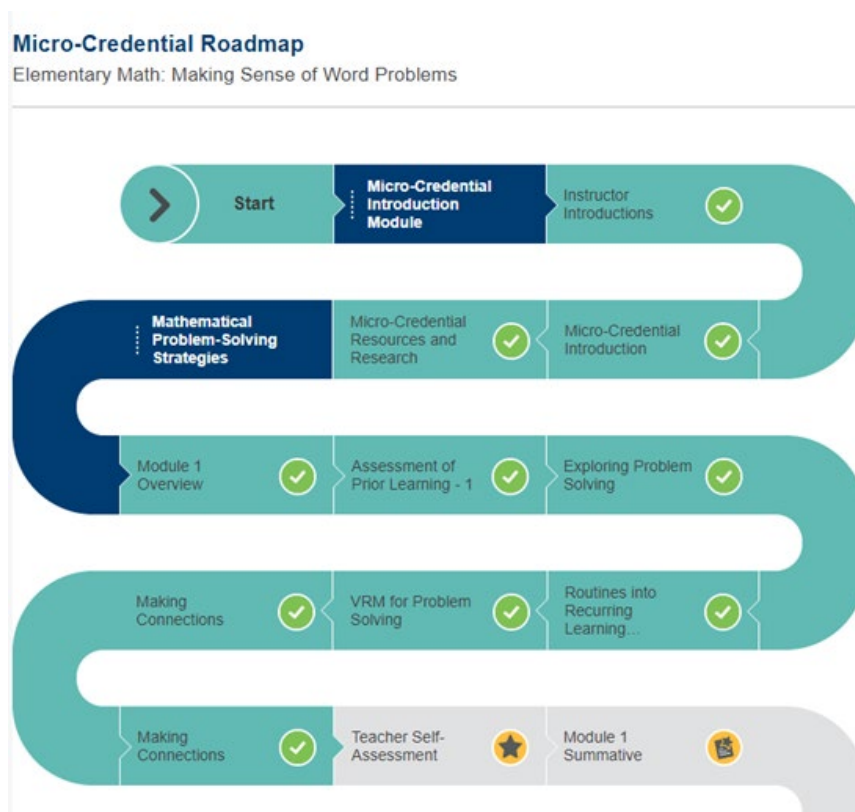 Micro-Credential Roadmap
Elementary Math: Making Sense of Word Problems
Start
Micro-Credential
Introduction
Module
Instructor
Introductions
Micro-Credential
Introduction
Micro-Credential
Resources and
Research
Mathematical
Problem-Solving
Strategies
Module 1
Overview
Assessment of
Prior Learning - 1
Exploring Problem
Solving
Routines into
Recurring
Learning...
VRM for Problem
Solving
Making
Connections
Making
Connections
Teacher Self-
Assessment
Module 1
Summative